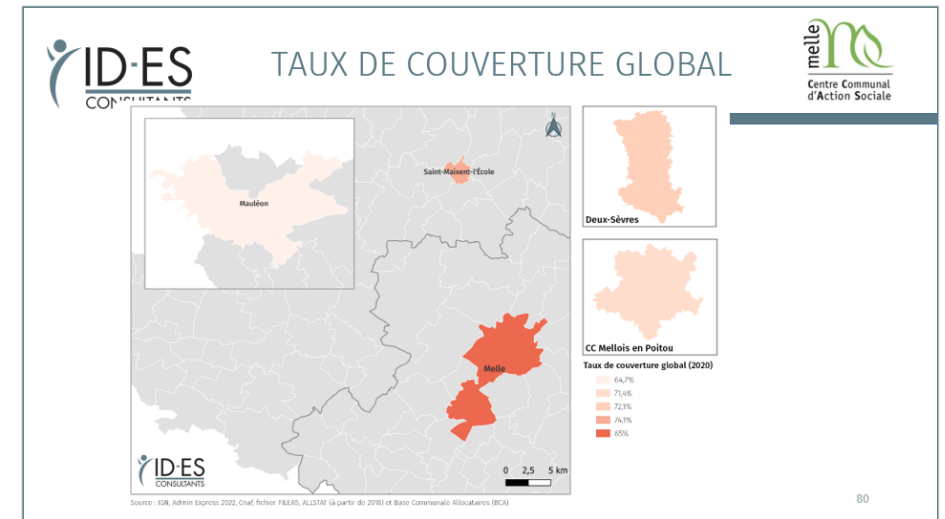 ID-ES
CONSULTANTS
TAUX DE COUVERTURE GLOBAL
melle
Centre Communal
d'Action Sociale
N
Saint-Maixent-l'École
Mauléon
Deux-Sèvres
CC Mellois en Poitou
Melle
Taux de couverture global (2020)
64,7%
71,4%
72,1%
74,1%
85%
0 2,5 5 km
ID-ES
CONSULTANTS
Source : IGN, Admin Express 2022, Cnaf, fichier FILEAS, ALLSTAT (à partir de 2018) et Base Communale Allocataires (BCA)
80